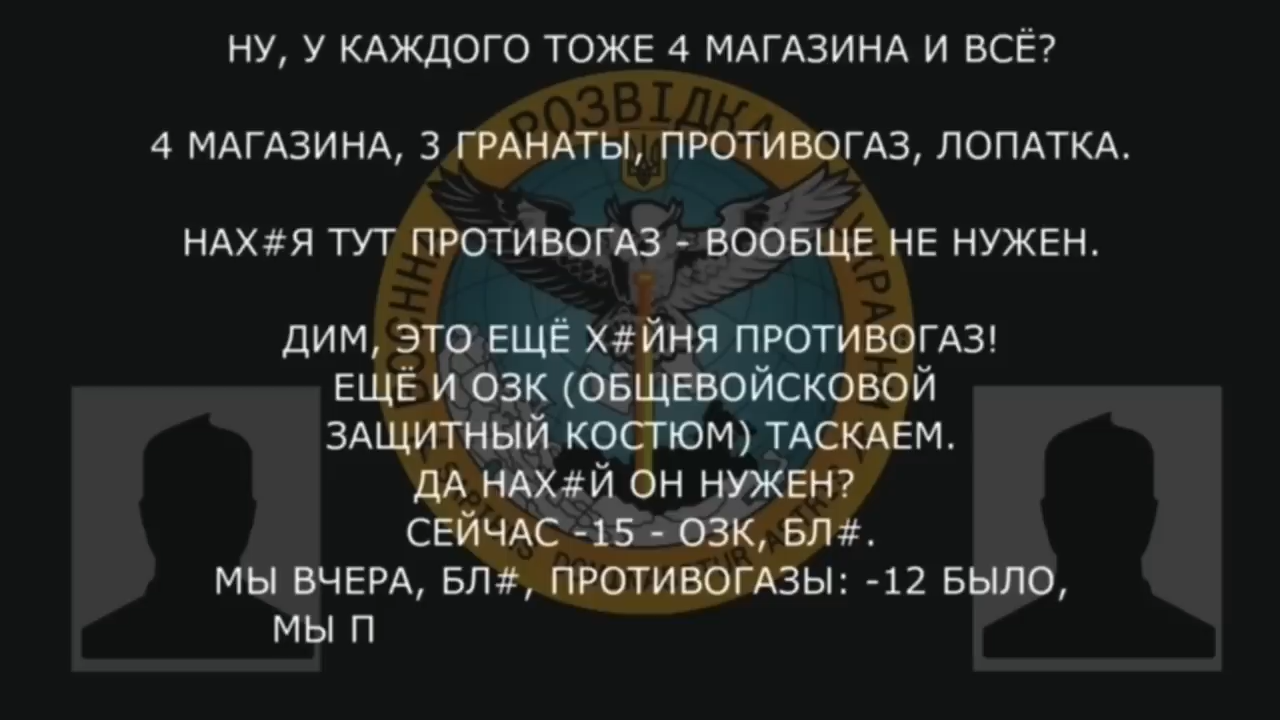 НУ, У КАЖДОГО ТОЖЕ 4 МАГАЗИНА И ВСЁ?
4 МАГАЗИНА, 3 ГРАНАТЫ, ПРОТИВОГАЗ, ЛОПАТКА.
НАХ#Я ТУТ ПРОТИВОГАЗ - ВООБЩЕ НЕ НУЖЕН.
ДИМ, ЭТО ЕЩЁ Х#ЙНЯ ПРОТИВОГАЗ!
ЕЩЁ И ОЗК (ОБЩЕВОЙСКОВОЙ
ЗАЩИТНЫЙ КОСТЮМ) ТАСКАЕМ.
ДА НАХ#Й ОН НУЖЕН?
СЕЙЧАС -15 - ОЗК, БЛ#.
МЫ ВЧЕРА, БЛ#, ПРОТИВОГАЗЫ: -12 БЫЛО,
МЫ П
РОЗВІДКА